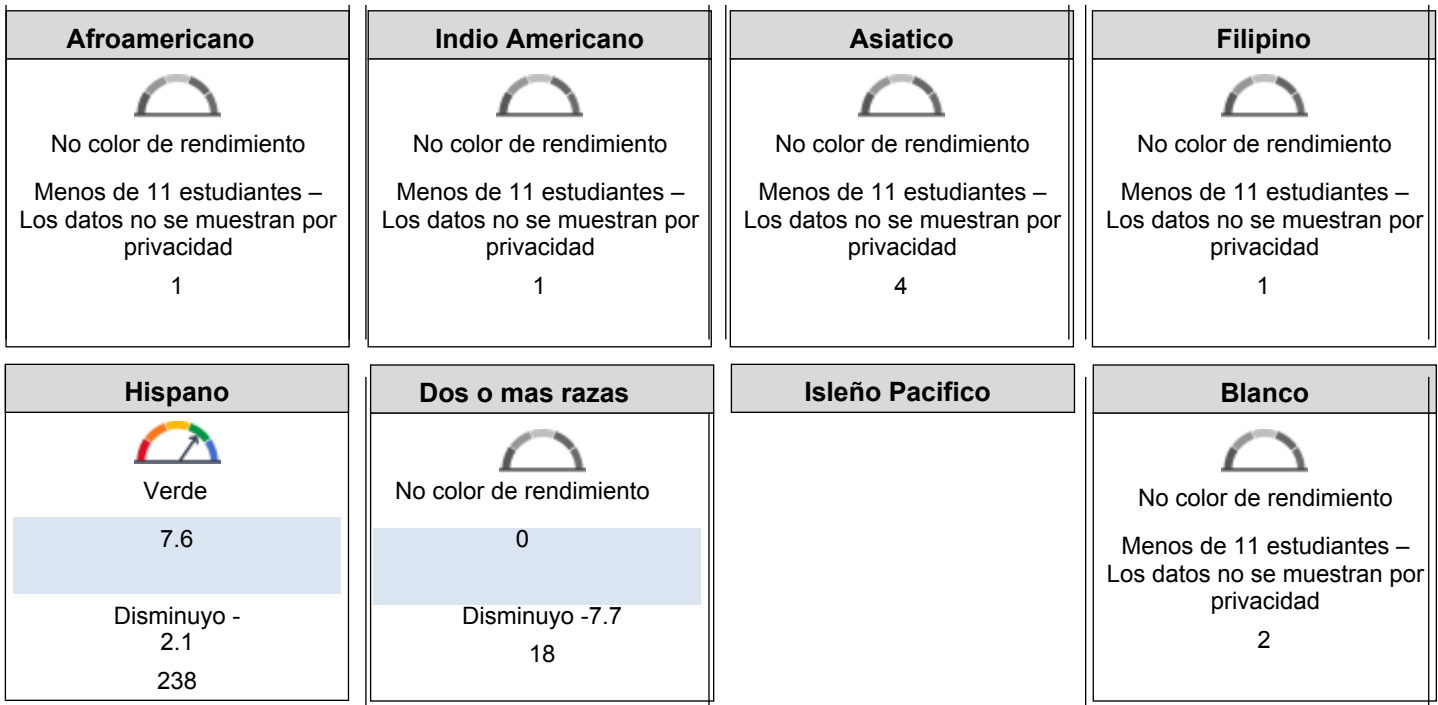 Afroamericano
No color de rendimiento
Menos de 11 estudiantes –
Los datos no se muestran por
privacidad
1
Indio Americano
No color de rendimiento
Menos de 11 estudiantes –
Los datos no se muestran por
privacidad
1
Asiatico
No color de rendimiento
Menos de 11 estudiantes –
Los datos no se muestran por
privacidad
4
Filipino
No color de rendimiento
Menos de 11 estudiantes –
Los datos no se muestran por
privacidad
1
Hispano
Verde
7.6
Disminuyo -
2.1
238
Dos o mas razas
No color de rendimiento
0
Disminuyo -7.7
18
Isleño Pacifico
Blanco
No color de rendimiento
Menos de 11 estudiantes –
Los datos no se muestran por
privacidad
2